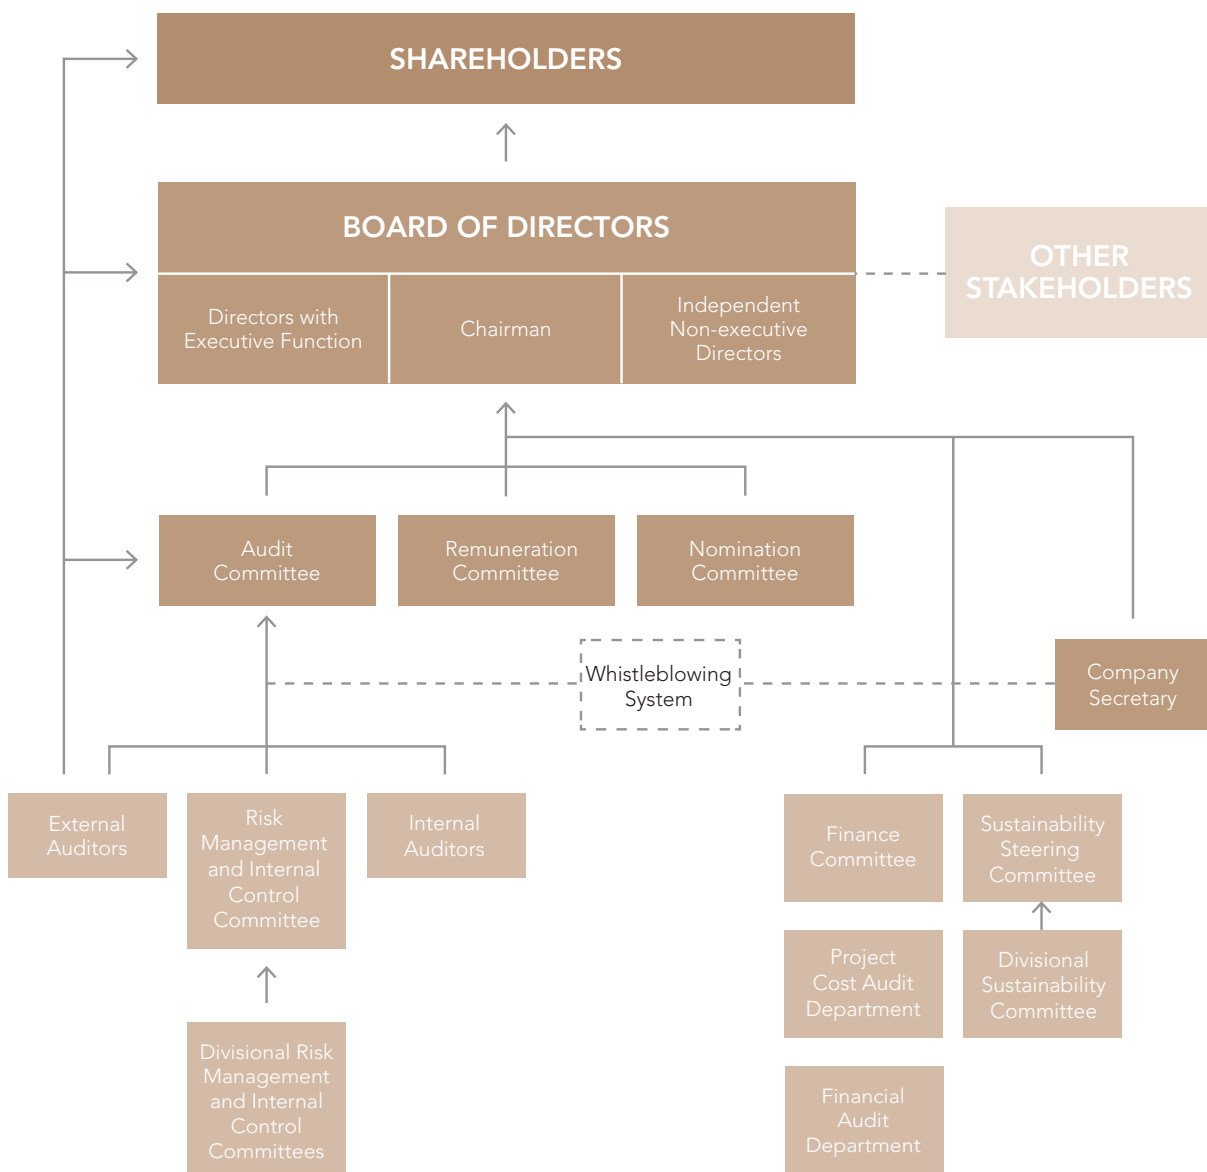 SHAREHOLDERS
BOARD OF DIRECTORS
Directors with
Executive Function
Chairman
Independent
Non-executive
Directors
OTHER
STAKEHOLDERS
Audit
Committee
Remuneration
Committee
Nomination
Committee
Whistleblowing
System
Company
Secretary
External
Auditors
Risk
Management
and Internal
Control
Committee
Internal
Auditors
Finance
Committee
Sustainability
Steering
Committee
Project
Cost Audit
Department
Divisional
Sustainability
Committee
Divisional Risk
Management
and Internal
Control
Committees
Financial
Audit
Department